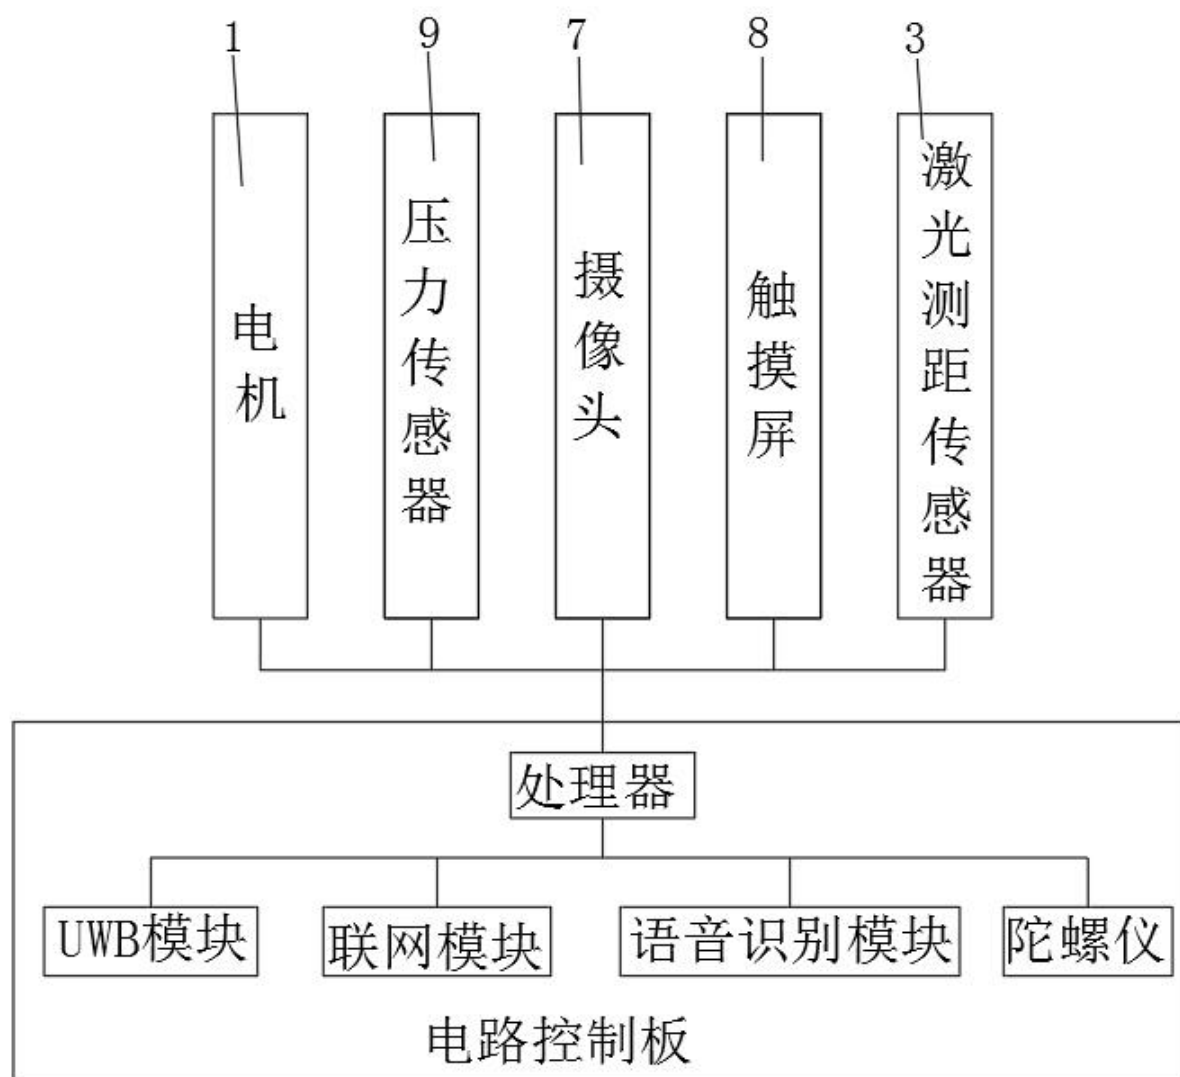 1
9
7
8
3
电机
压力传感器
摄像头
触摸屏
激光测距传感器
处理器
UWB模块
联网模块
语音识别模块
陀螺仪
电路控制板